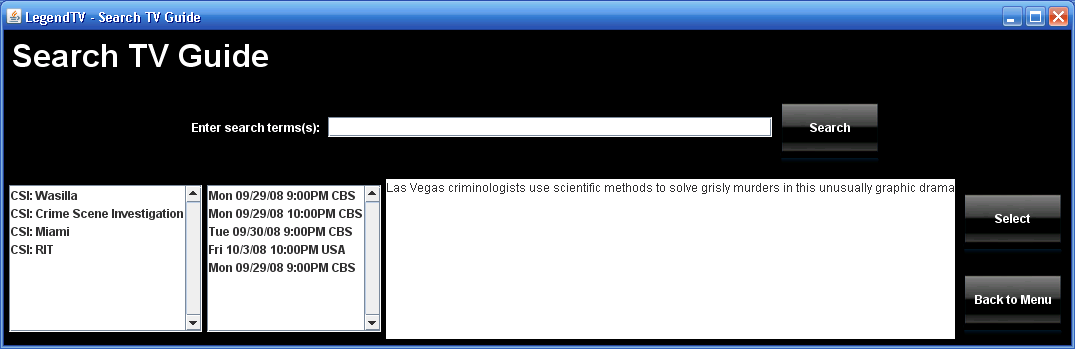 LegendTV - Search TV Guide
Search TV Guide
Enter search terms(s):
Search
CSI: Wasilla
CSI: Crime Scene Investigation
CSI: Miami
CSI: RIT
Mon 09/29/08 9:00PM CBS
Mon 09/29/08 10:00PM CBS
Tue 09/30/08 9:00PM CBS
Fri 10/3/08 10:00PM USA
Mon 09/29/08 9:00PM CBS
Las Vegas criminologists use scientific methods to solve grisly murders in this unusually graphic drama
Select
Back to Menu